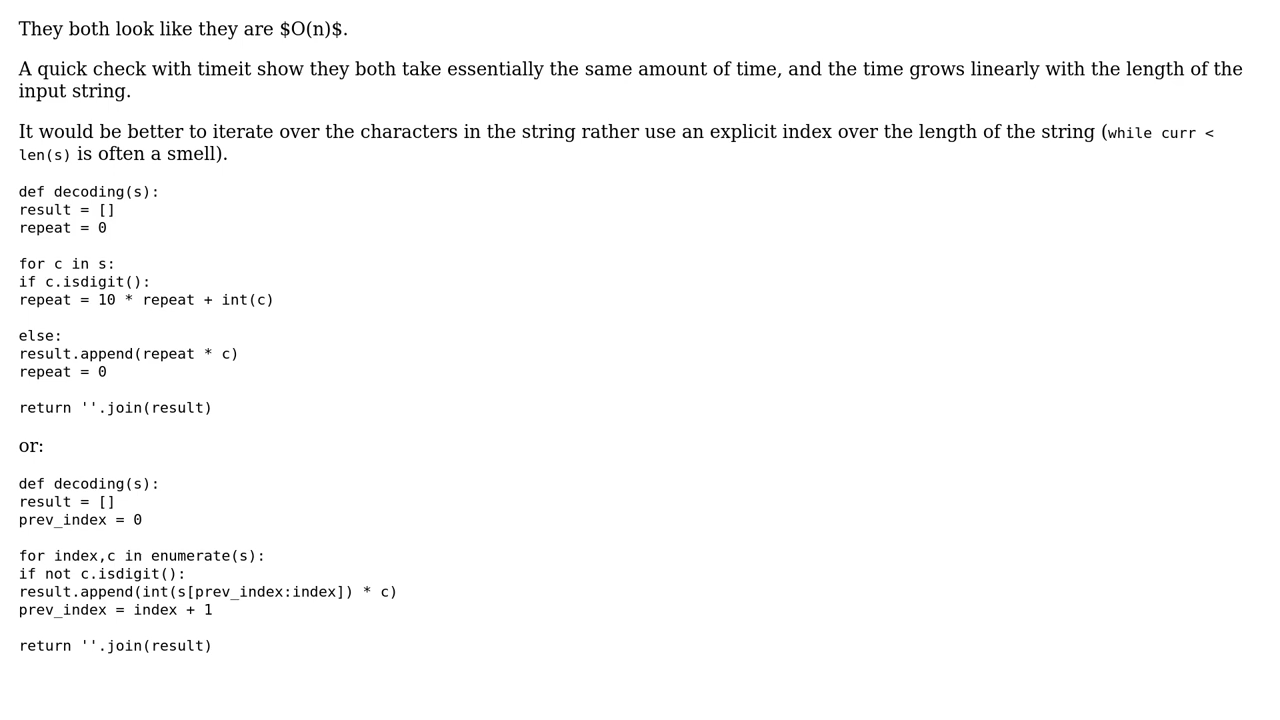 They both look like they are $O(n)$.
A quick check with timeit show they both take essentially the same amount of time, and the time grows linearly with the length of the
input string.
It would be better to iterate over the characters in the string rather use an explicit index over the length of the string (while curr <
len(s) is often a smell).
def decoding(s):
result = []
repeat = 0
for c in s:
if c.isdigit():
repeat = 10 * repeat + int(c)
else:
result.append(repeat * c)
repeat = 0
return ''.join(result)
or:
def decoding(s):
result = []
prev_index = 0
for index,c in enumerate(s):
if not c.isdigit():
result.append(int(s[prev_index:index]) * c)
prev_index = index + 1
return ''.join(result)